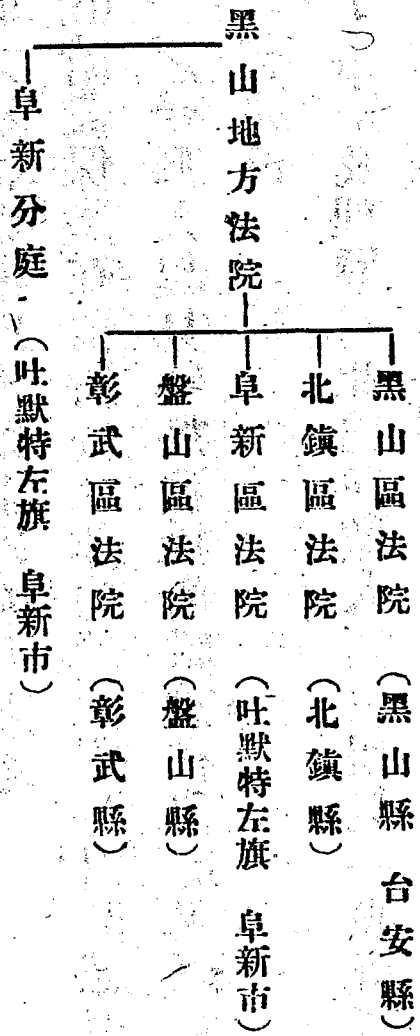 黑山地方法院
黑山區法院（黑山縣 台安縣）
北鎮區法院（北鎮縣）
阜新區法院（吐默特左旗 阜新市）
盤山區法院（盤山縣）
彰武區法院（彰武縣）
阜新分庭（吐默特左旗 阜新市）